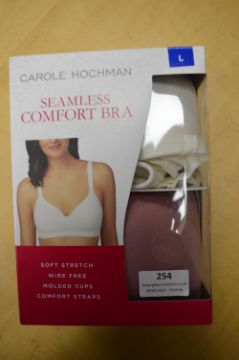 L
CAROLE HOCHMAN
SEAMLESS
COMFORT BRA
SOFT STRETCH
WIRE FREE
MOLDED CUPS
COMFORT STRAPS
254